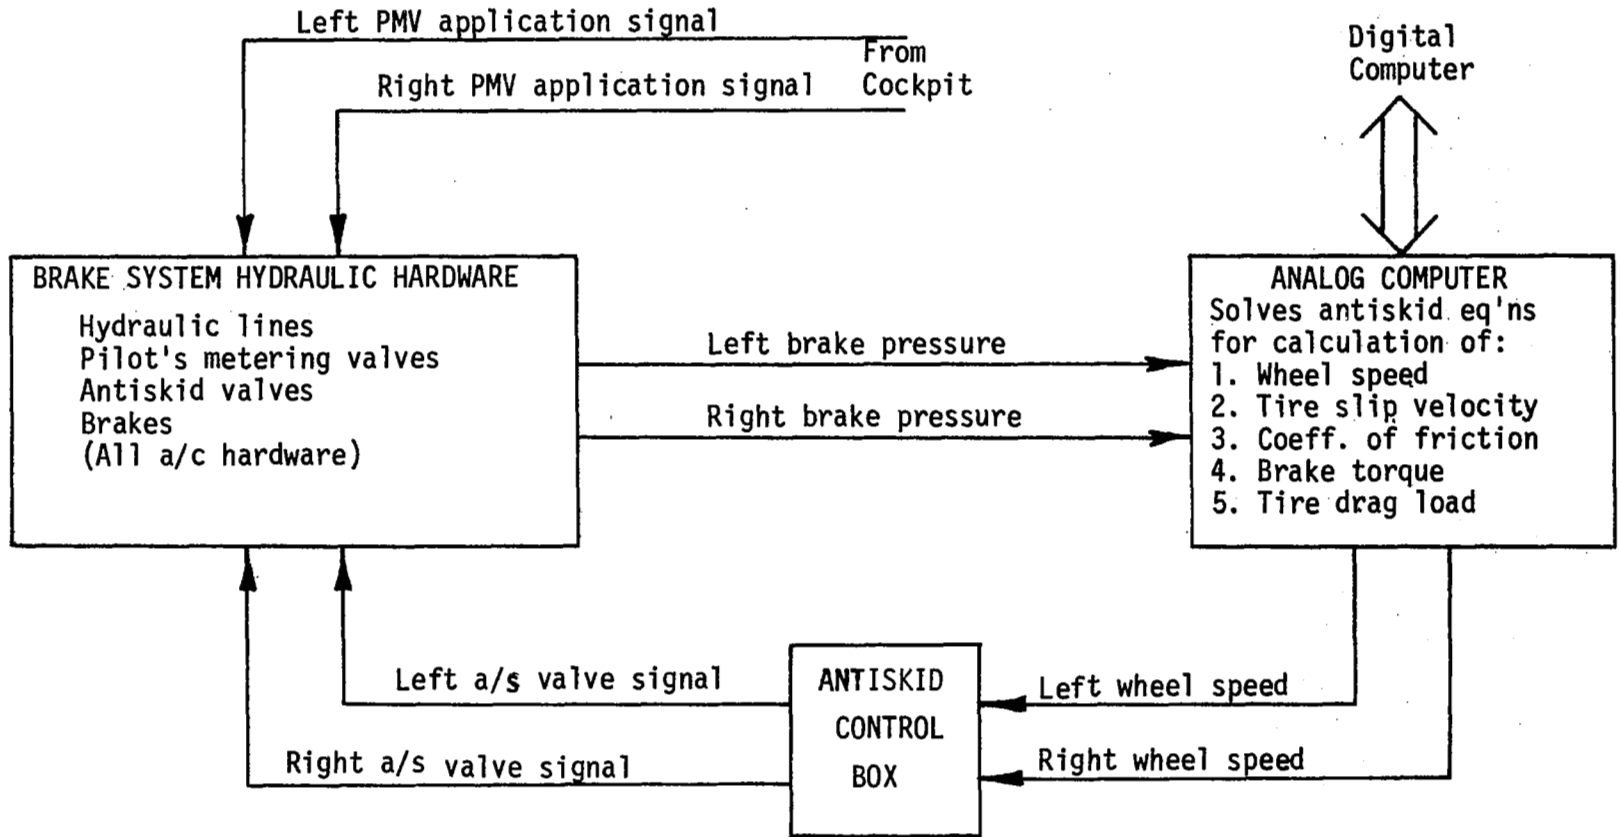 Left PMV application signal
From
Cockpit
Right PMV application signal
Digital
Computer
BRAKE SYSTEM HYDRAULIC HARDWARE
Hydraulic lines
Pilot's metering valves
Antiskid valves
Brakes
(All a/c hardware)
Left brake pressure
Right brake pressure
ANALOG COMPUTER
Solves antiskid eq'ns
for calculation of:
1. Wheel speed
2. Tire slip velocity
3. Coeff. of friction
4. Brake torque
5. Tire drag load
Left a/s valve signal
Right a/s valve signal
ANTISKID
CONTROL
BOX
Left wheel speed
Right wheel speed